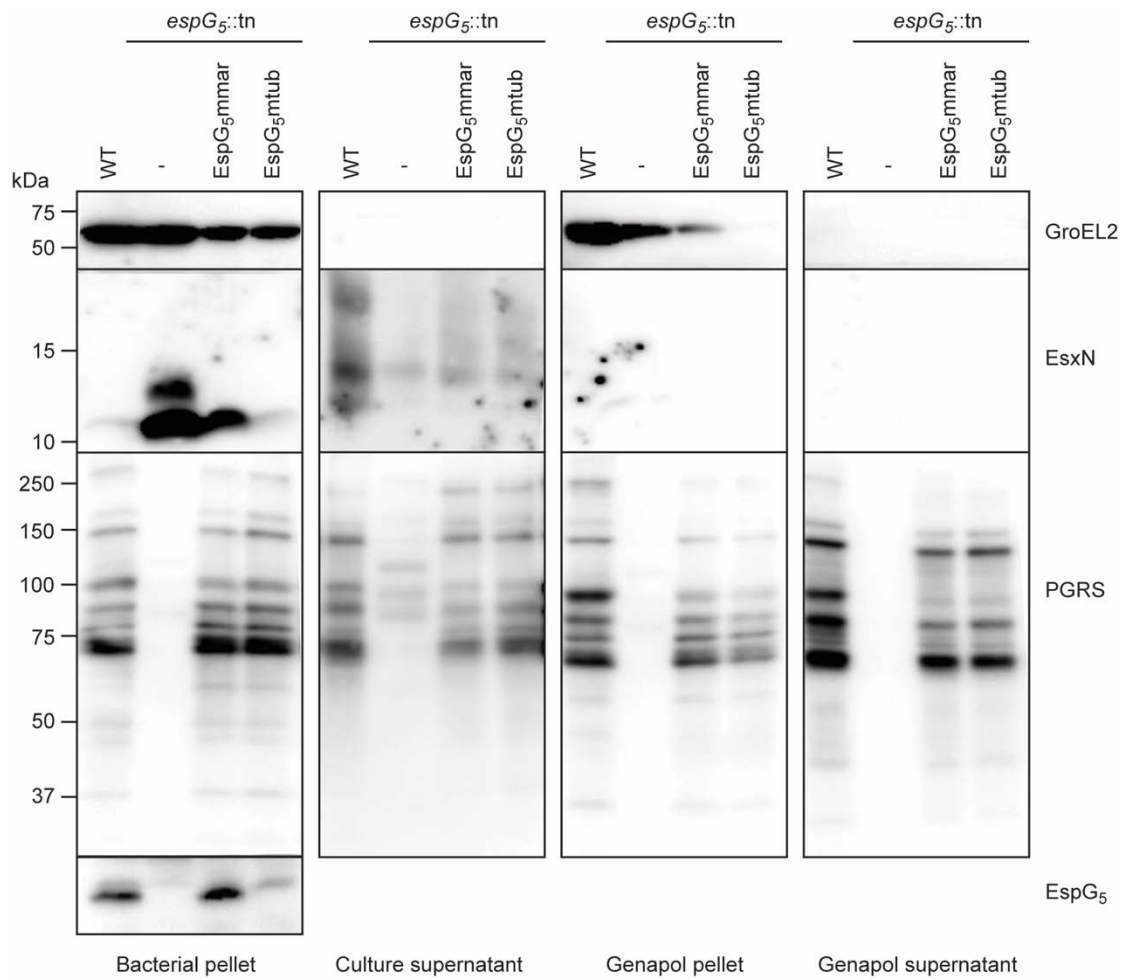 espG₅::tn espG₅::tn espG₅::tn espG₅::tn
WT - EspG₅mmar EspG₅mtub WT - EspG₅mmar EspG₅mtub WT - EspG₅mmar EspG₅mtub WT - EspG₅mmar EspG₅mtub
kDa
75
GroEL2
50
15
EsxN
10
250
150
100
PGRS
75
50
37
EspG₅
Bacterial pellet Culture supernatant Genapol pellet Genapol supernatant